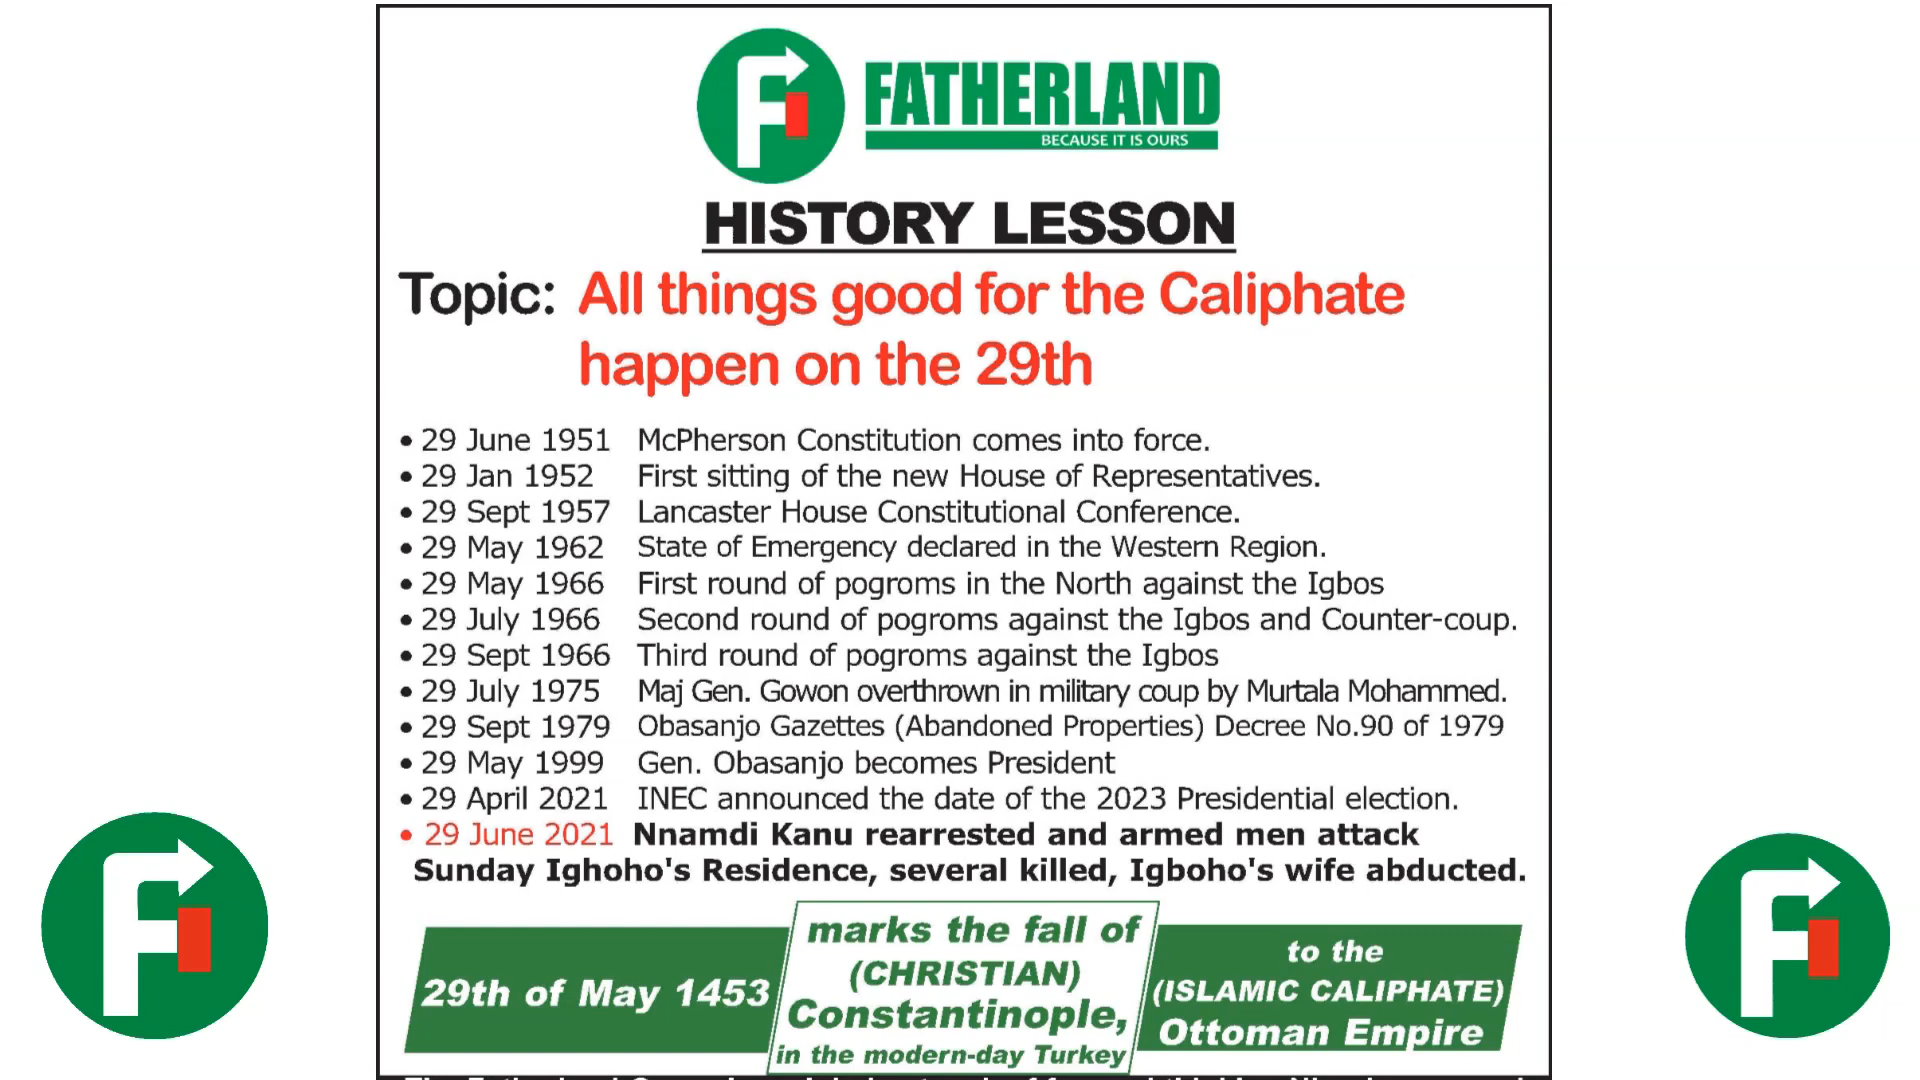 FATHERLAND
BECAUSE IT IS OURS
HISTORY LESSON
Topic: All things good for the Caliphate
happen on the 29th
• 29 June 1951 McPherson Constitution comes into force.
• 29 Jan 1952 First sitting of the new House of Representatives.
• 29 Sept 1957 Lancaster House Constitutional Conference.
• 29 May 1962 State of Emergency declared in the Western Region.
• 29 May 1966 First round of pogroms in the North against the Igbos
• 29 July 1966 Second round of pogroms against the Igbos and Counter-coup.
• 29 Sept 1966 Third round of pogroms against the Igbos
• 29 July 1975 Maj Gen. Gowon overthrown in military coup by Murtala Mohammed.
• 29 Sept 1979 Obasanjo Gazettes (Abandoned Properties) Decree No.90 of 1979
• 29 May 1999 Gen. Obasanjo becomes President
• 29 April 2021 INEC announced the date of the 2023 Presidential election.
• 29 June 2021 Nnamdi Kanu rearrested and armed men attack
Sunday Ighoho's Residence, several killed, Igboho's wife abducted.
29th of May 1453
marks the fall of
(CHRISTIAN)
Constantinople,
in the modern-day Turkey
to the
(ISLAMIC CALIPHATE)
Ottoman Empire